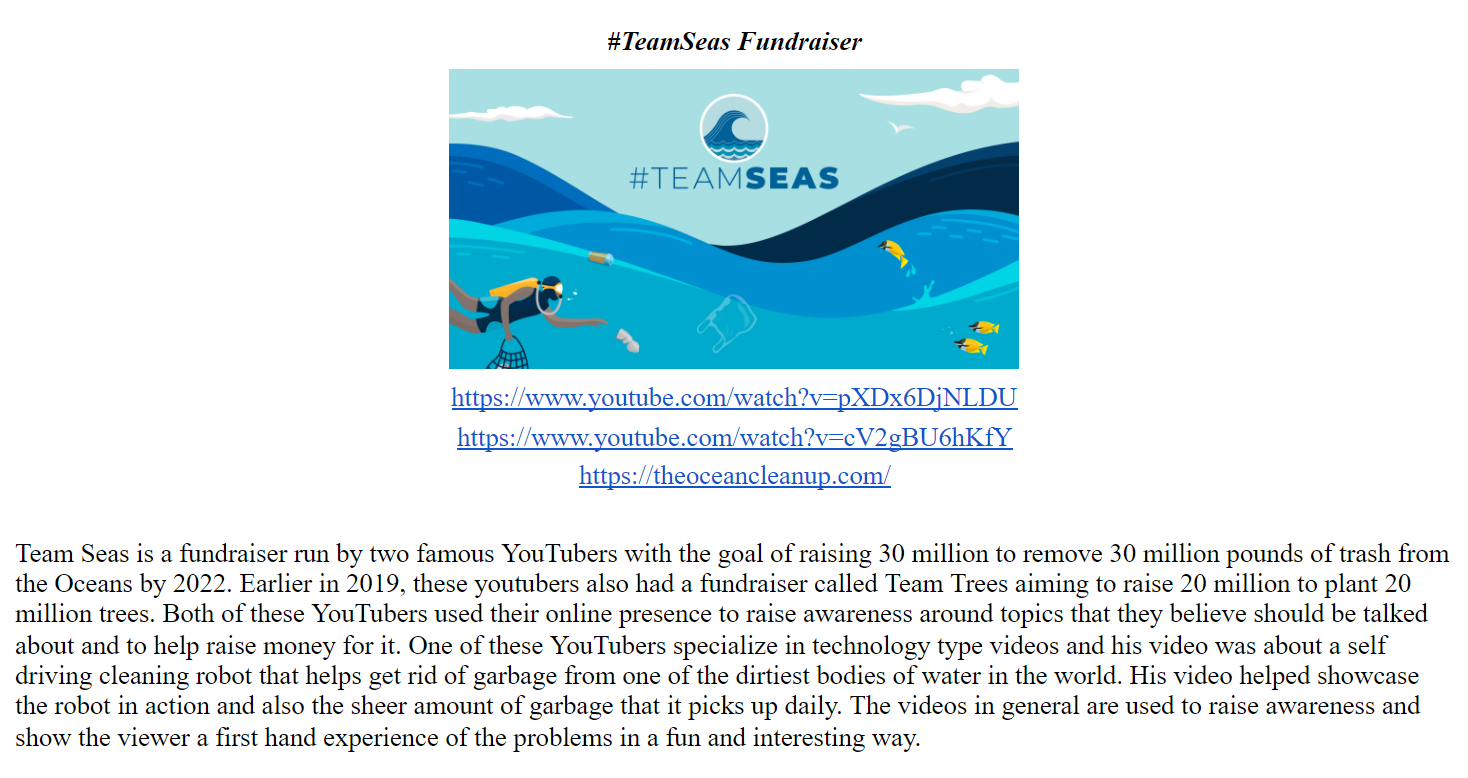 #TeamSeas Fundraiser
#TEAMSEAS
https://www.youtube.com/watch?v=pXDx6DjNLDU
https://www.youtube.com/watch?v=cV2gBU6hKfY
https://theoceancleanup.com/
Team Seas is a fundraiser run by two famous YouTubers with the goal of raising 30 million to remove 30 million pounds of trash from
the Oceans by 2022. Earlier in 2019, these youtubers also had a fundraiser called Team Trees aiming to raise 20 million to plant 20
million trees. Both of these YouTubers used their online presence to raise awareness around topics that they believe should be talked
about and to help raise money for it. One of these YouTubers specialize in technology type videos and his video was about a self
driving cleaning robot that helps get rid of garbage from one of the dirtiest bodies of water in the world. His video helped showcase
the robot in action and also the sheer amount of garbage that it picks up daily. The videos in general are used to raise awareness and
show the viewer a first hand experience of the problems in a fun and interesting way.